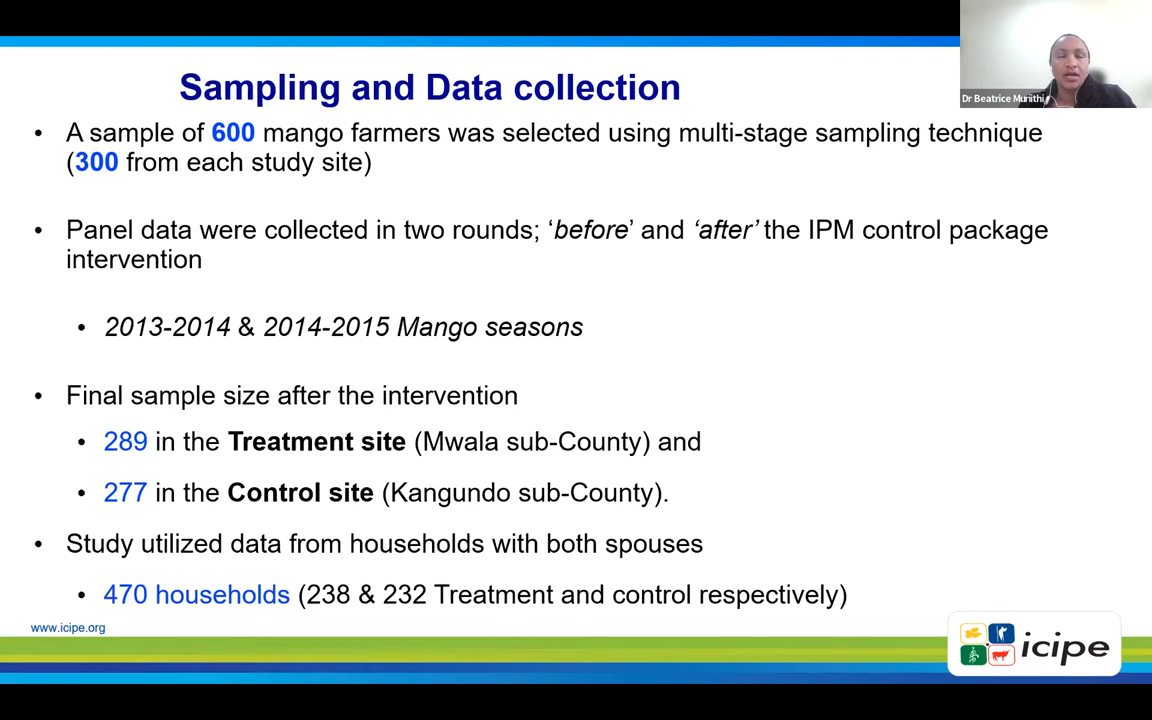 Sampling and Data collection
Dr Beatrice Muriithi
• A sample of 600 mango farmers was selected using multi-stage sampling technique
(300 from each study site)
• Panel data were collected in two rounds; ‘before’ and ‘after’ the IPM control package
intervention
• 2013-2014 & 2014-2015 Mango seasons
• Final sample size after the intervention
• 289 in the Treatment site (Mwala sub-County) and
• 277 in the Control site (Kangundo sub-County).
• Study utilized data from households with both spouses
• 470 households (238 & 232 Treatment and control respectively)
www.icipe.org
icipe